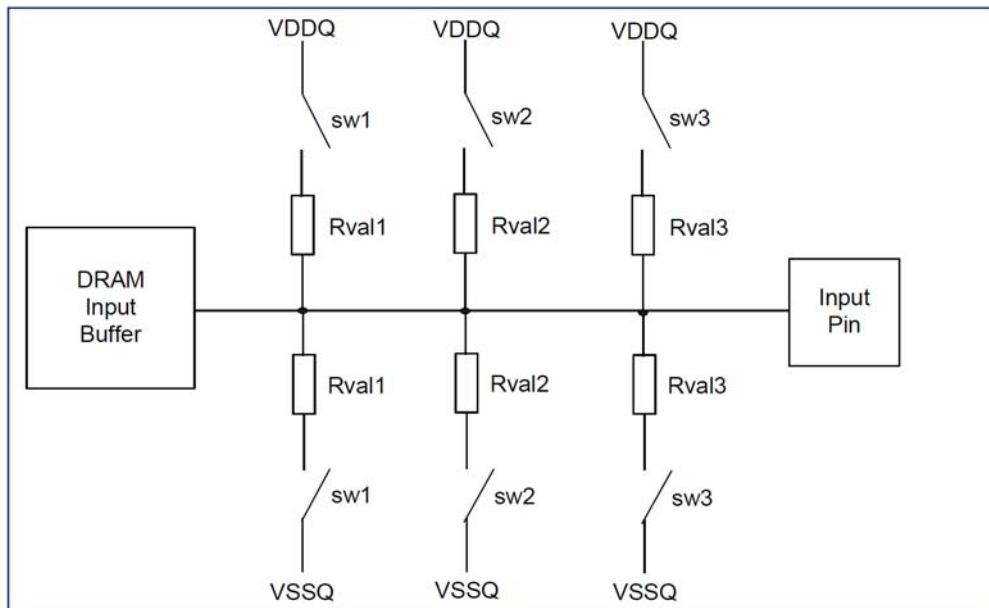 VDDQ VDDQ VDDQ
sw1 sw2 sw3
Rval1 Rval2 Rval3
DRAM
Input
Buffer
Input
Pin
Rval1 Rval2 Rval3
sw1 sw2 sw3
VSSQ VSSQ VSSQ